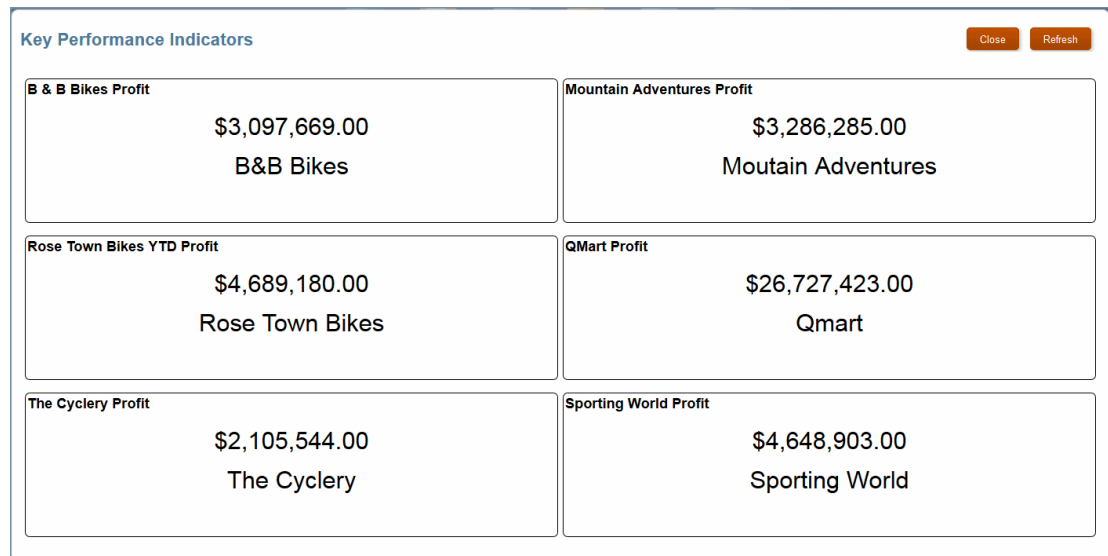 Key Performance Indicators
Close
Refresh
B & B Bikes Profit
$3,097,669.00
B&B Bikes
Mountain Adventures Profit
$3,286,285.00
Moutain Adventures
Rose Town Bikes YTD Profit
$4,689,180.00
Rose Town Bikes
QMart Profit
$26,727,423.00
Qmart
The Cyclery Profit
$2,105,544.00
The Cyclery
Sporting World Profit
$4,648,903.00
Sporting World